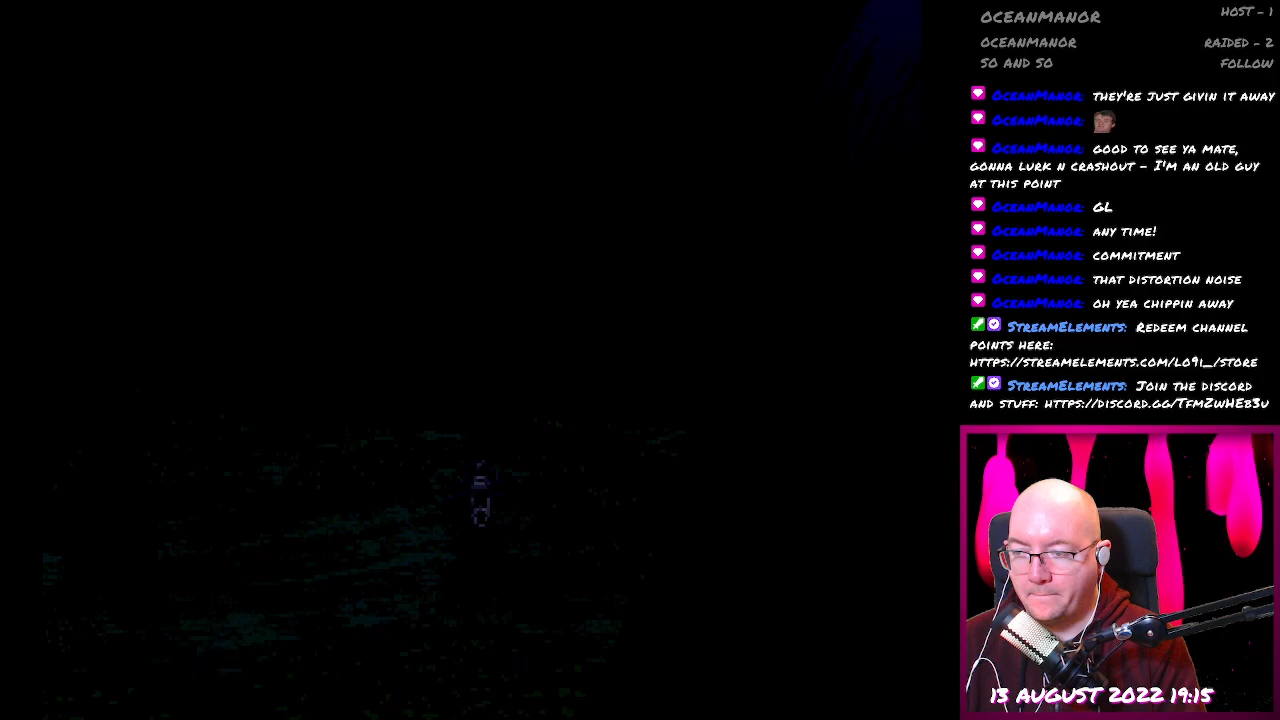 OCEANMANOR
HOST - 1
OCEANMANOR
RAIDED - 2
SO AND SO
FOLLOW
OCEANMANOR: THEY'RE JUST GIVIN IT AWAY
OCEANMANOR:
OCEANMANOR: GOOD TO SEE YA MATE,
GONNA LURK N CRASHOUT - I'M AN OLD GUY
AT THIS POINT
OCEANMANOR: GL
OCEANMANOR: ANY TIME!
OCEANMANOR: COMMITMENT
OCEANMANOR: THAT DISTORTION NOISE
OCEANMANOR: OH YEA CHIPPIN AWAY
STREAMELEMENTS: REDEEM CHANNEL
POINTS HERE:
HTTPS://STREAMELEMENTS.COM/LO9I_/STORE
STREAMELEMENTS: JOIN THE DISCORD
AND STUFF: HTTPS://DISCORD.GG/TFMZWHEB3U
13 AUGUST 2022 19:15